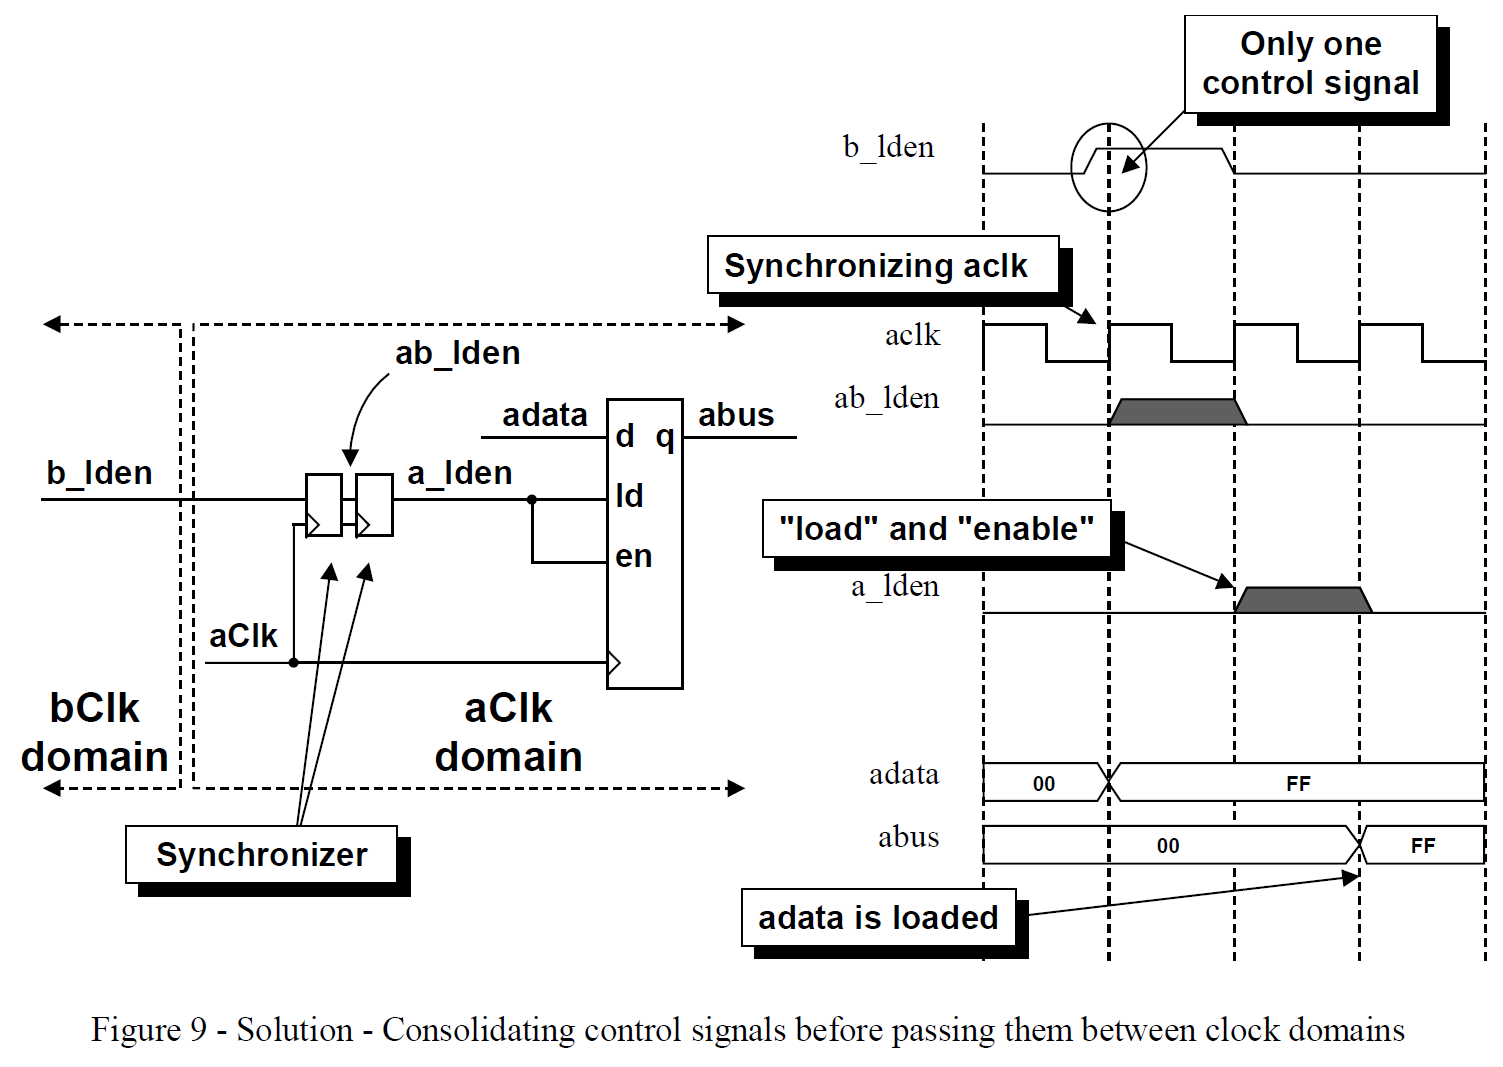 Only one
control signal
b_lden
Synchronizing aclk
aclk
ab_lden
ab_lden
adata
abus
d q
b_lden
a_lden
ld
"load" and "enable"
en
a_lden
aClk
bClk
domain
aClk
domain
adata
00
FF
abus
00
FF
Synchronizer
adata is loaded
Figure 9 - Solution - Consolidating control signals before passing them between clock domains